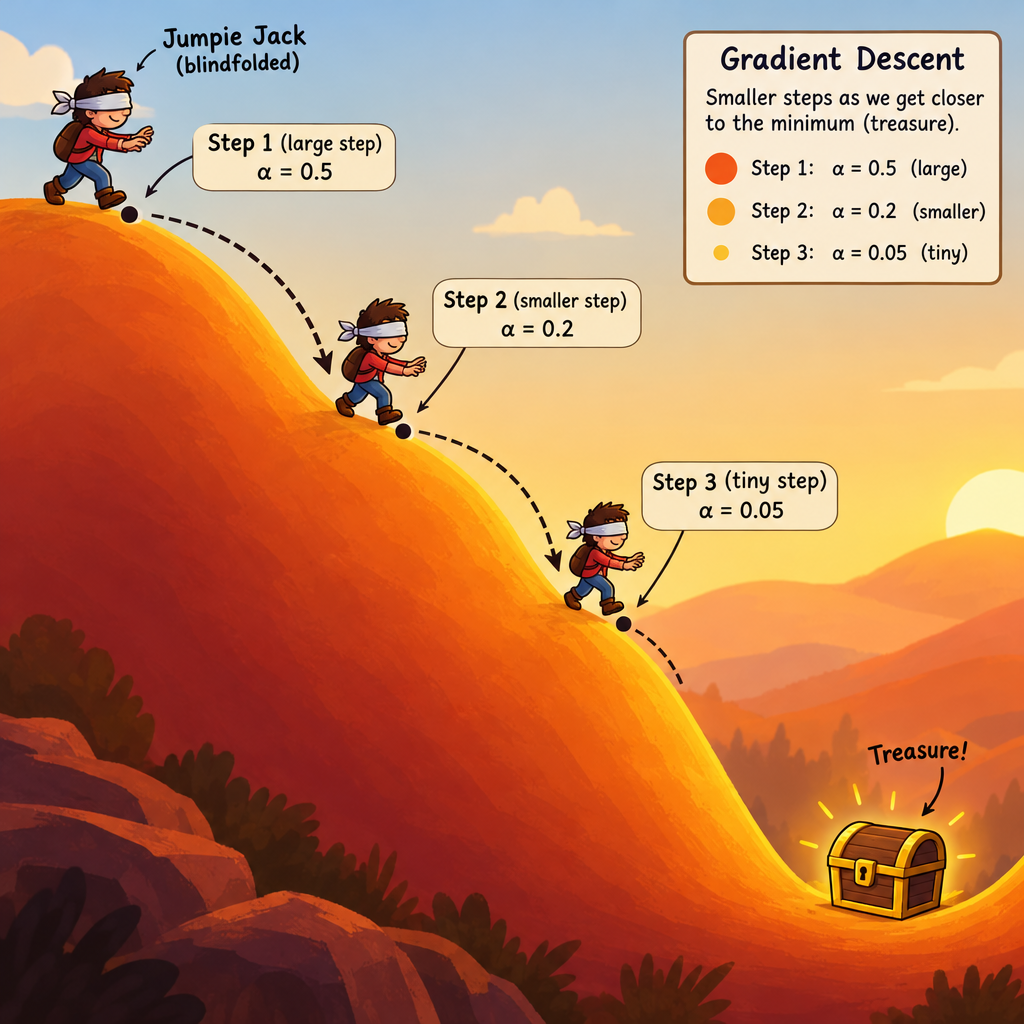 Jumpie Jack
(blindfolded)
Step 1 (large step)
α = 0.5
Gradient Descent
Smaller steps as we get closer
to the minimum (treasure).
Step 1: α = 0.5 (large)
Step 2: α = 0.2 (smaller)
Step 3: α = 0.05 (tiny)
Step 2 (smaller step)
α = 0.2
Step 3 (tiny step)
α = 0.05
Treasure!